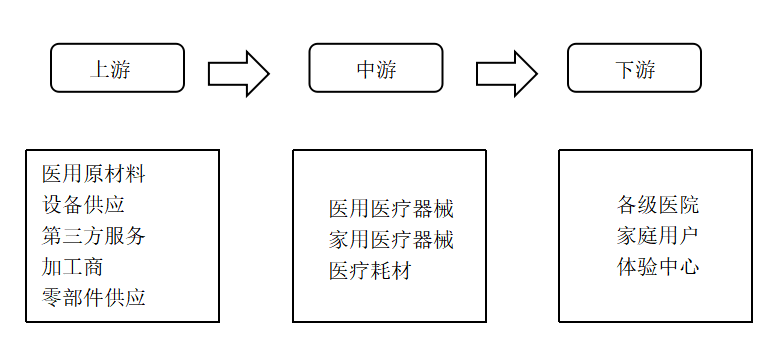 上游
中游
下游
医用原材料
设备供应
第三方服务
加工商
零部件供应
医用医疗器械
家用医疗器械
医疗耗材
各级医院
家庭用户
体验中心